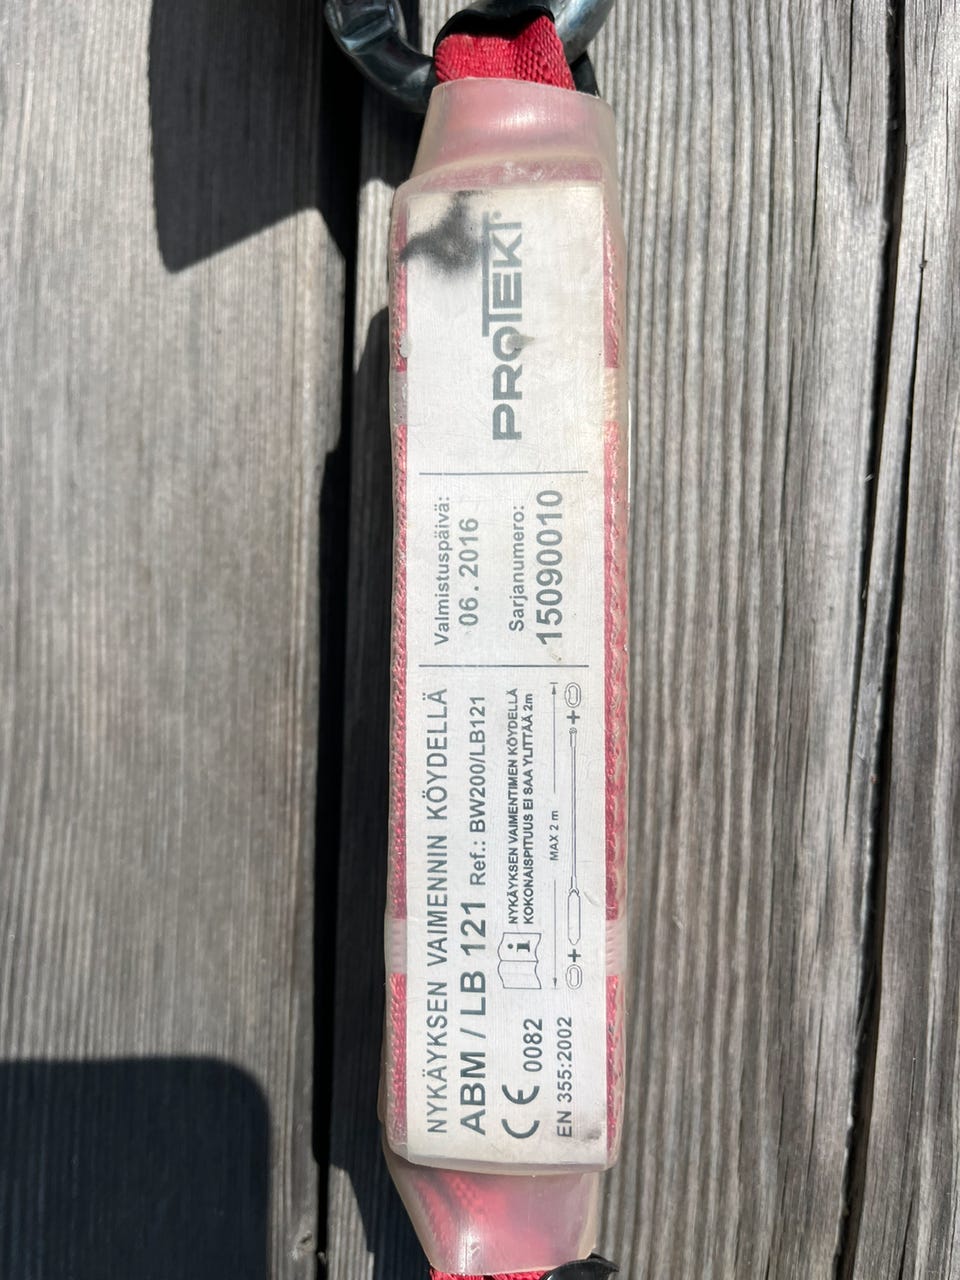 NYKÄYKSEN VAIMENNIN KÖYDELLÄ
ABM / LB 121 Ref.: BW200/LB121
CE 0082
EN 355:2002
i
NYKÄYKSEN VAIMENTIMEN KÖYDELLÄ
KOKONAISPITUUS EI SAA YLITTÄÄ 2m
MAX 2 m
+ +
Valmistuspäivä:
06.2016
Sarjanumero:
15090010
PROTEKT®